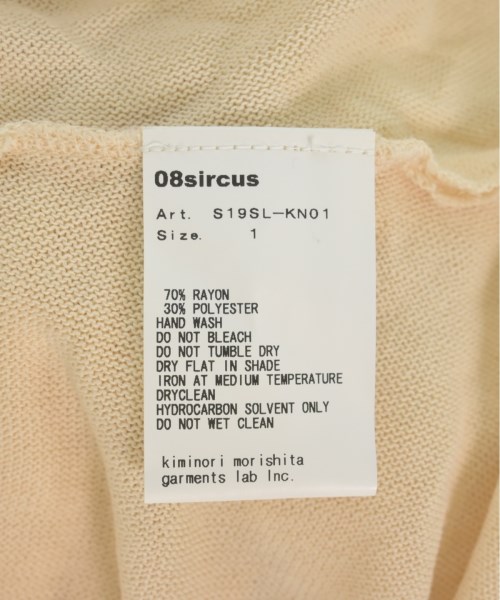 08sircus
Art. S19SL-KN01
Size. 1
70% RAYON
30% POLYESTER
HAND WASH
DO NOT BLEACH
DO NOT TUMBLE DRY
DRY FLAT IN SHADE
IRON AT MEDIUM TEMPERATURE
DRYCLEAN
HYDROCARBON SOLVENT ONLY
DO NOT WET CLEAN
kiminori morishita
garments lab Inc.